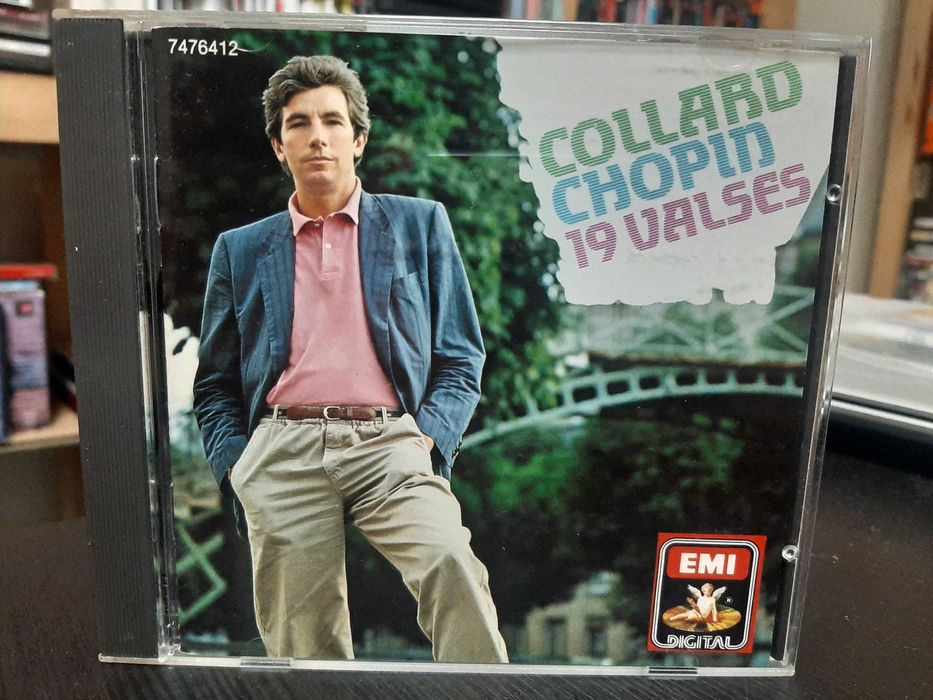 7476412
COLLARD
CHOPIN
19 VALSES
EMI
DIGITAL